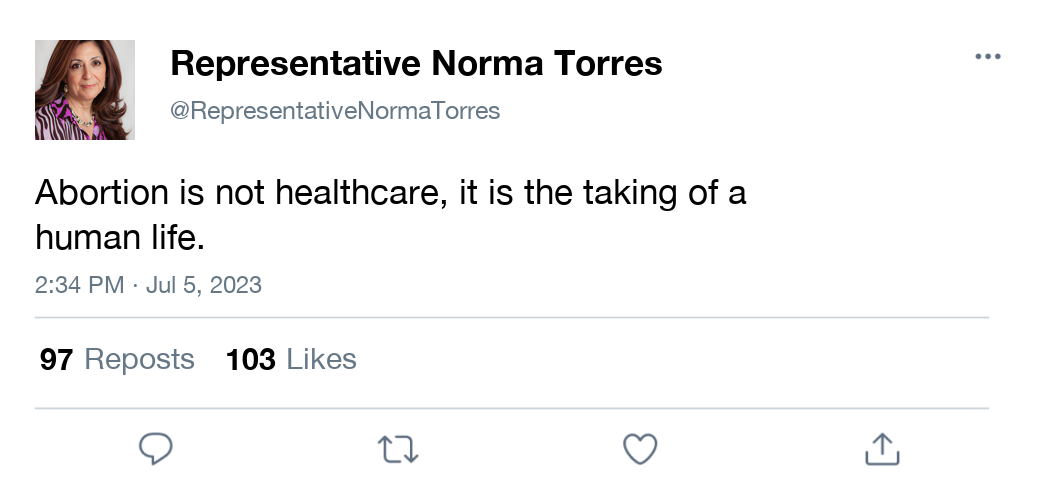 Representative Norma Torres
@RepresentativeNormaTorres
Abortion is not healthcare, it is the taking of a
human life.
2:34 PM · Jul 5, 2023
97 Reposts 103 Likes